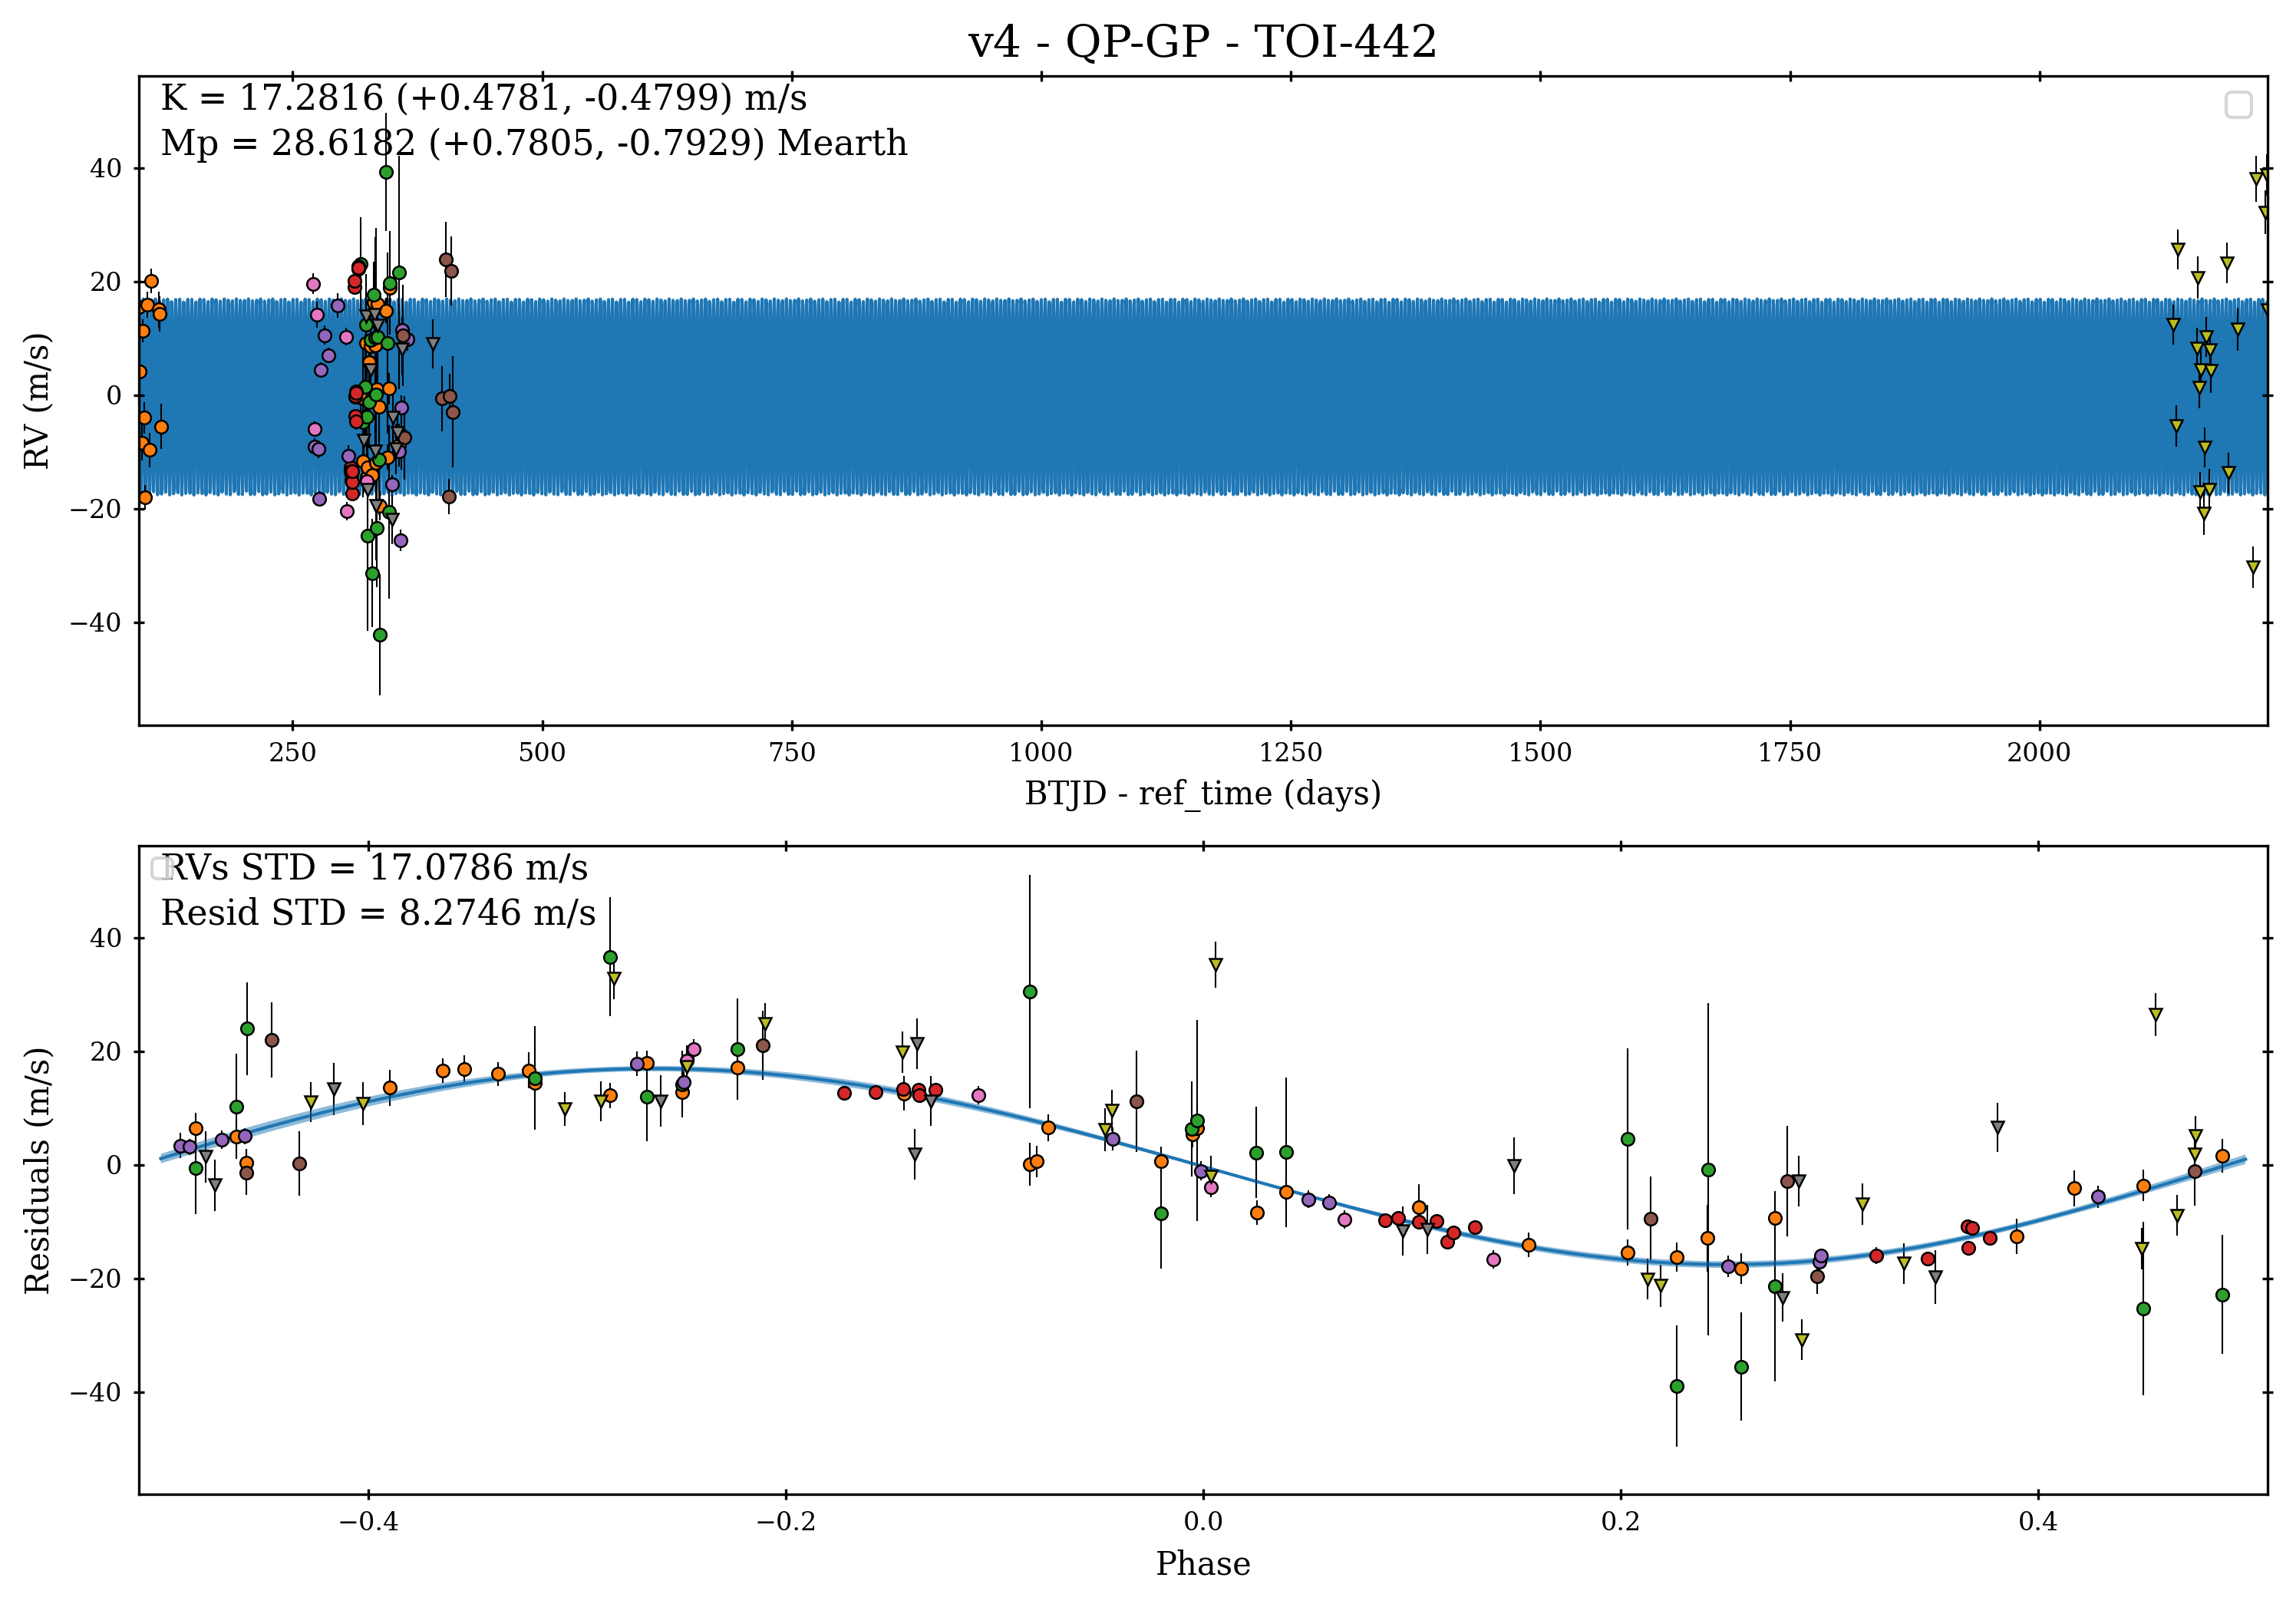 v4 - QP-GP - TOI-442
K = 17.2816 (+0.4781, -0.4799) m/s
Mp = 28.6182 (+0.7805, -0.7929) Mearth
RV (m/s)
40
20
0
−20
−40
250 500 750 1000 1250 1500 1750 2000
BTJD - ref_time (days)
RVs STD = 17.0786 m/s
Resid STD = 8.2746 m/s
Residuals (m/s)
40
20
0
−20
−40
−0.4 −0.2 0.0 0.2 0.4
Phase